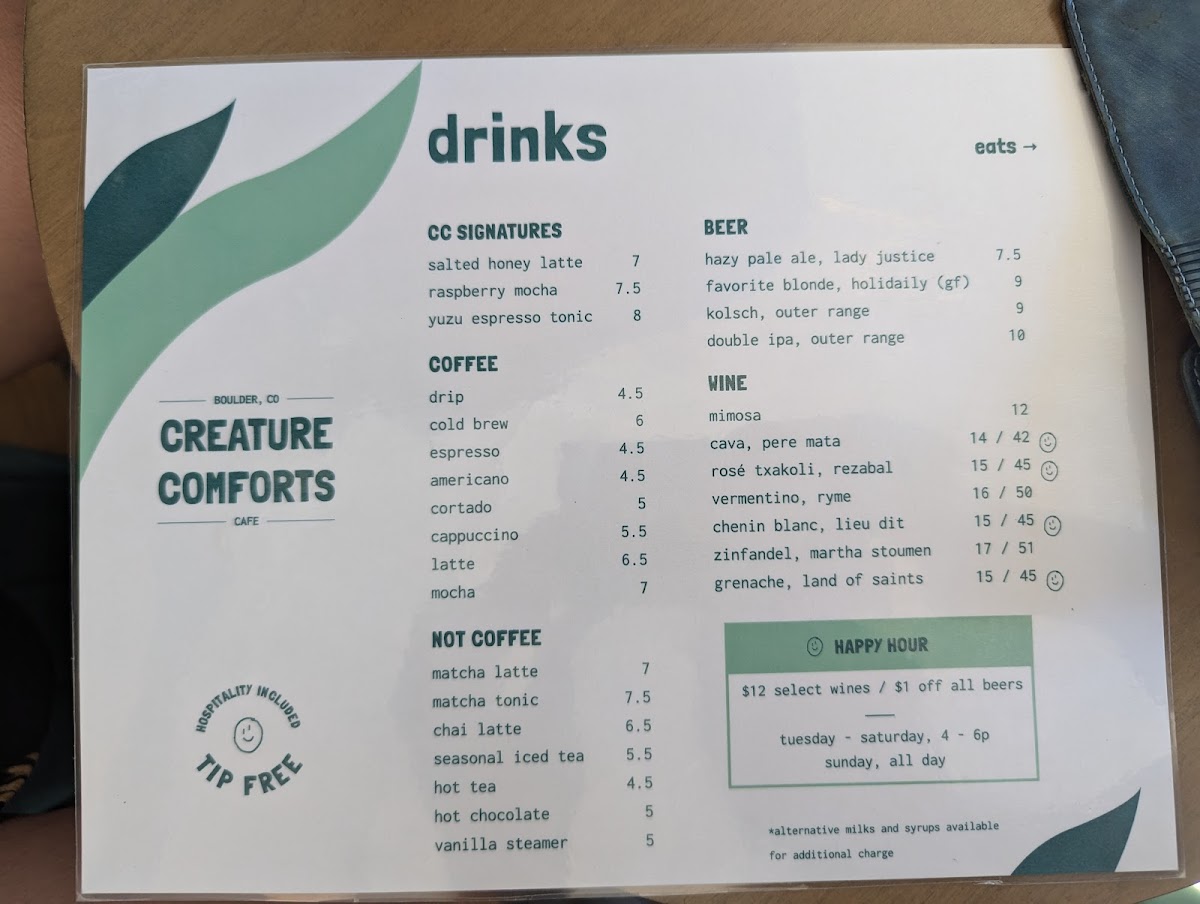 drinks
eats →
BOULDER, CO
CREATURE
COMFORTS
CAFE
HOSPITALITY INCLUDED
TIP FREE
CC SIGNATURES
salted honey latte 7
raspberry mocha 7.5
yuzu espresso tonic 8
COFFEE
drip 4.5
cold brew 6
espresso 4.5
americano 4.5
cortado 5
cappuccino 5.5
latte 6.5
mocha 7
NOT COFFEE
matcha latte 7
matcha tonic 7.5
chai latte 6.5
seasonal iced tea 5.5
hot tea 4.5
hot chocolate 5
vanilla steamer 5
BEER
hazy pale ale, lady justice 7.5
favorite blonde, holidaily (gf) 9
kolsch, outer range 9
double ipa, outer range 10
WINE
mimosa 12
cava, pere mata 14 / 42
rosé txakoli, rezabal 15 / 45
vermentino, ryme 16 / 50
chenin blanc, lieu dit 15 / 45
zinfandel, martha stoumen 17 / 51
grenache, land of saints 15 / 45
HAPPY HOUR
$12 select wines / $1 off all beers
tuesday - saturday, 4 - 6p
sunday, all day
*alternative milks and syrups available
for additional charge